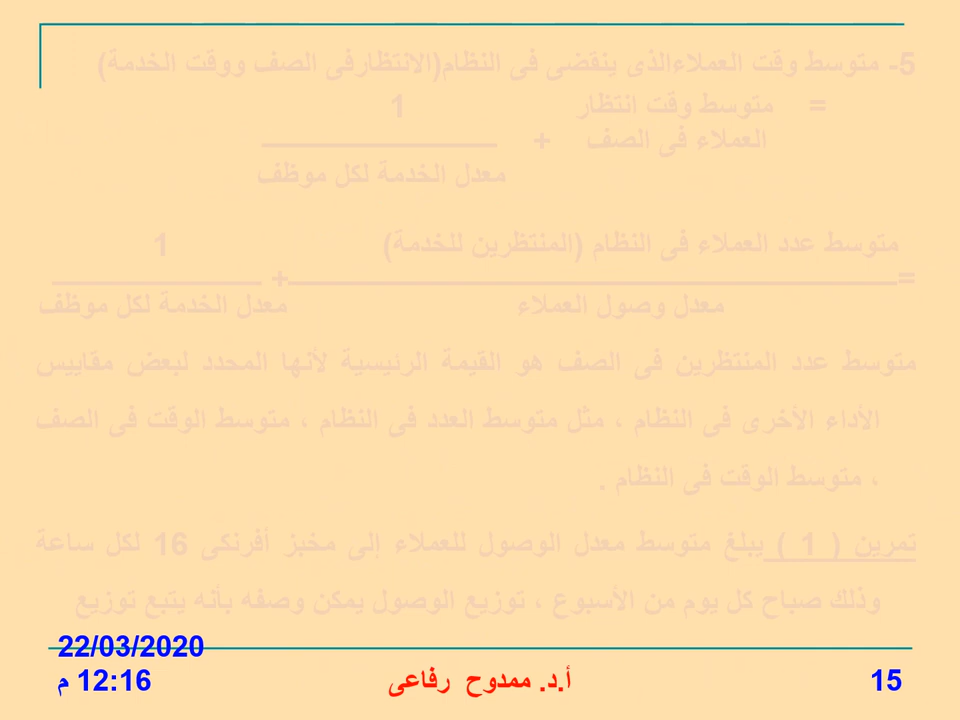 5- متوسط وقت العملاءالذى ينقضى فى النظام(الانتظارفى الصف ووقت الخدمة)
= متوسط وقت انتظار 1
العملاء فى الصف +
معدل الخدمة لكل موظف
متوسط عدد العملاء فى النظام (المنتظرين للخدمة) 1
= +
معدل وصول العملاء معدل الخدمة لكل موظف
متوسط عدد المنتظرين فى الصف هو القيمة الرئيسية لأنها المحدد لبعض مقاييس
الأداء الأخرى فى النظام ، مثل متوسط العدد فى النظام ، متوسط الوقت فى الصف
، متوسط الوقت فى النظام .
تمرين ( 1 ) يبلغ متوسط معدل الوصول للعملاء إلى مخبز أفرنكى 16 لكل ساعة
وذلك صباح كل يوم من الأسبوع ، توزيع الوصول يمكن وصفه بأنه يتبع توزيع
22/03/2020
12:16 م
أ.د. ممدوح رفاعى
15